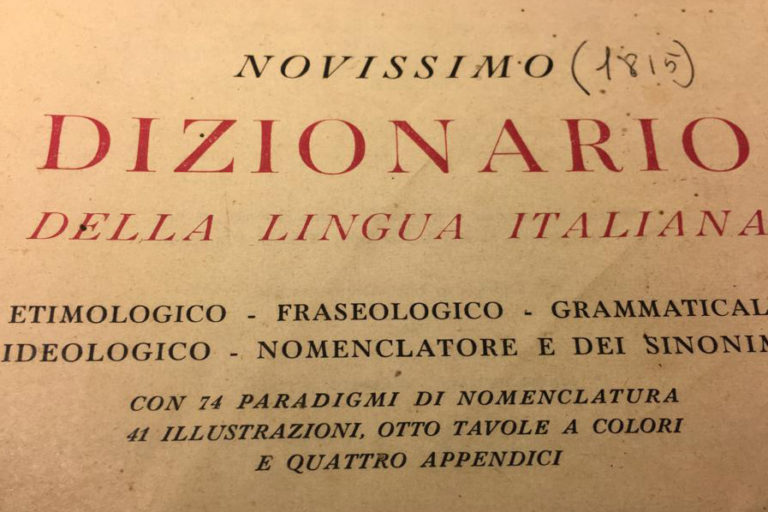 NOVISSIMO (1815)
DIZIONARIO
DELLA LINGUA ITALIANA
ETIMOLOGICO - FRASEOLOGICO - GRAMMATICAL
IDEOLOGICO - NOMENCLATORE E DEI SINONIM
CON 74 PARADIGMI DI NOMENCLATURA
41 ILLUSTRAZIONI, OTTO TAVOLE A COLORI
E QUATTRO APPENDICI